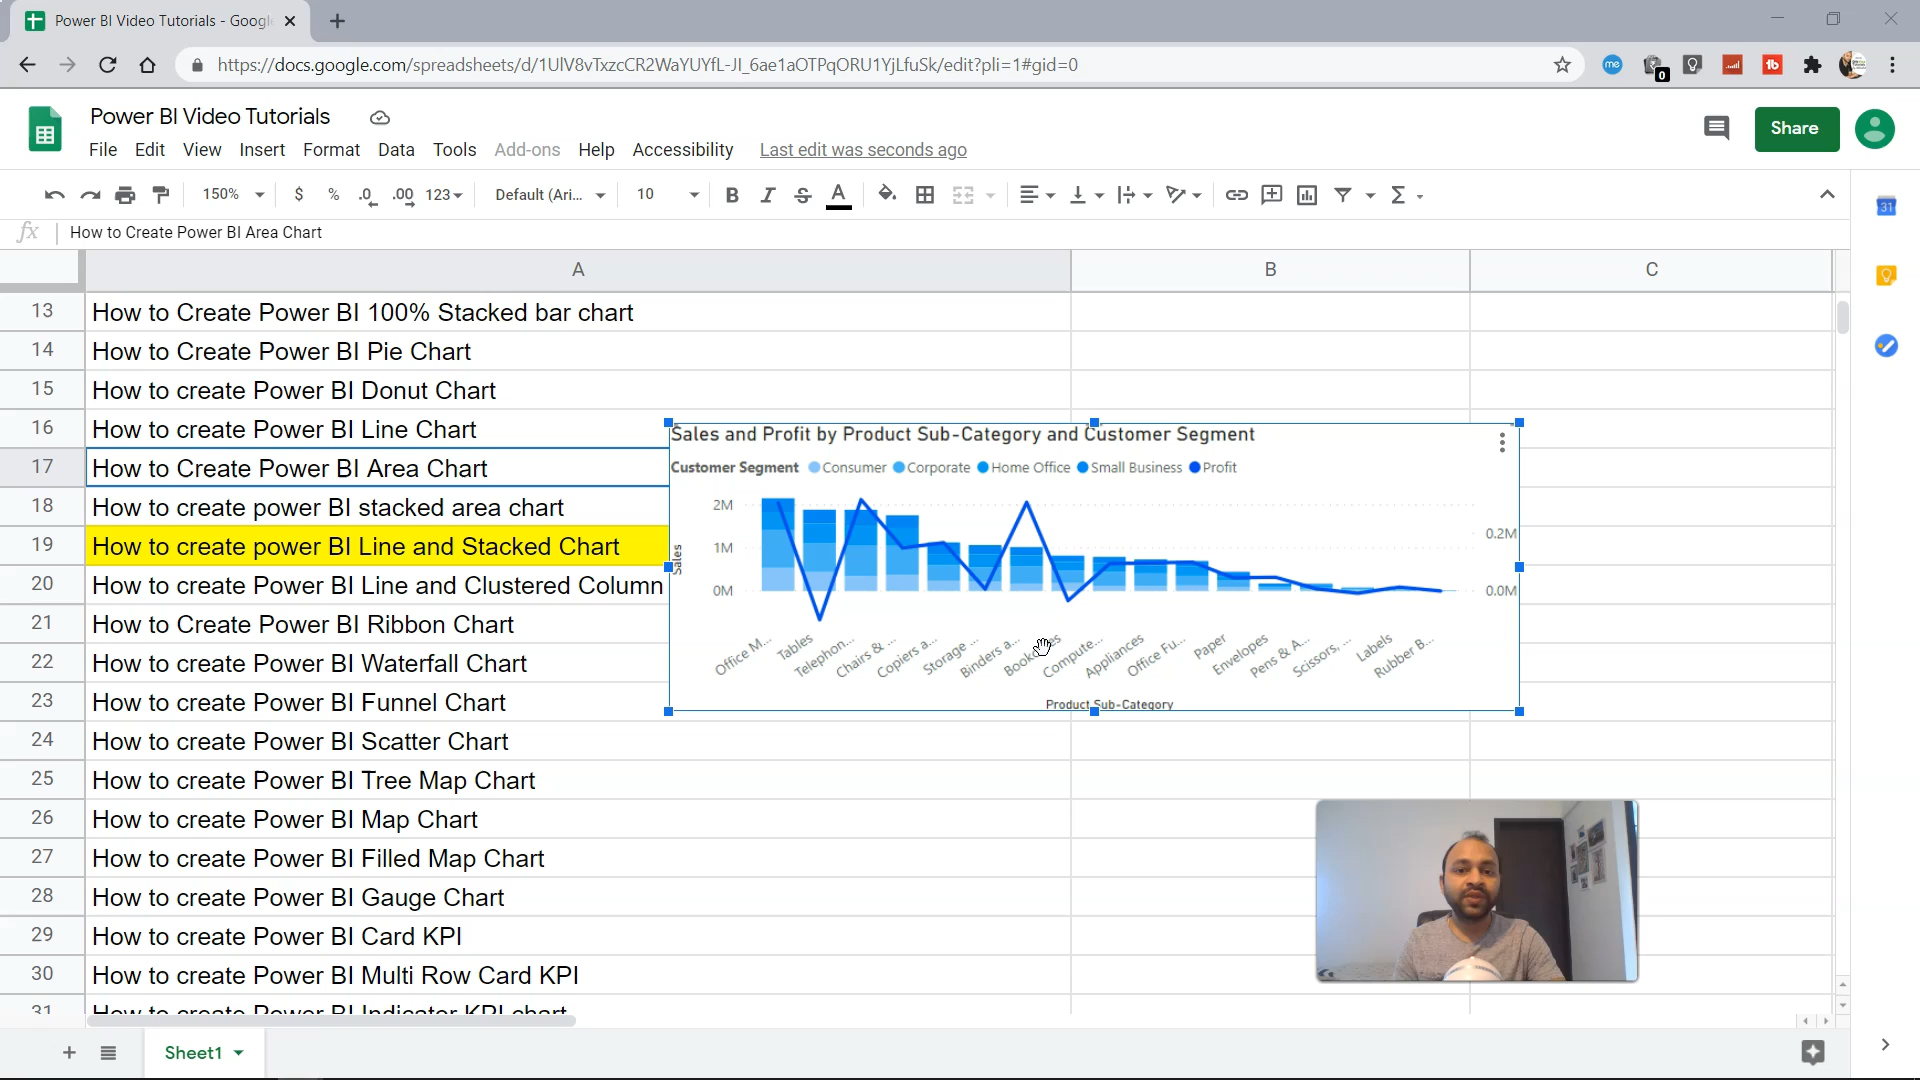 Power BI Video Tutorials - Googl
https://docs.google.com/spreadsheets/d/1UlV8vTxzcCR2WaYUYfL-JI_6ae1aOTPqORU1YjLfuSk/edit?pli=1#gid=0
me
0
tb
Power BI Video Tutorials
Share
File Edit View Insert Format Data Tools Add-ons Help Accessibility Last edit was seconds ago
150% $ % .0 .00 123 Default (Ari... 10 B I S A
31
fx How to Create Power BI Area Chart
A B C
13 How to Create Power BI 100% Stacked bar chart
14 How to Create Power BI Pie Chart
15 How to create Power BI Donut Chart
16 How to create Power BI Line Chart
17 How to Create Power BI Area Chart
18 How to create power BI stacked area chart
19 How to create power BI Line and Stacked Chart
20 How to create Power BI Line and Clustered Column
21 How to Create Power BI Ribbon Chart
22 How to create Power BI Waterfall Chart
23 How to create Power BI Funnel Chart
24 How to create Power BI Scatter Chart
25 How to create Power BI Tree Map Chart
26 How to create Power BI Map Chart
27 How to create Power BI Filled Map Chart
28 How to create Power BI Gauge Chart
29 How to create Power BI Card KPI
30 How to create Power BI Multi Row Card KPI
31 How to create Power BI Indicator KPI chart
Sales and Profit by Product Sub-Category and Customer Segment
Customer Segment Consumer Corporate Home Office Small Business Profit
2M
1M
0M
Sales
0.2M
0.0M
Office M...
Tables
Telephon...
Chairs & ...
Copiers a...
Storage ...
Binders a...
Compute...
Appliances
Office Fu...
Paper
Envelopes
Pens & A...
Scissors, ...
Labels
Rubber B...
Product Sub-Category
Sheet1